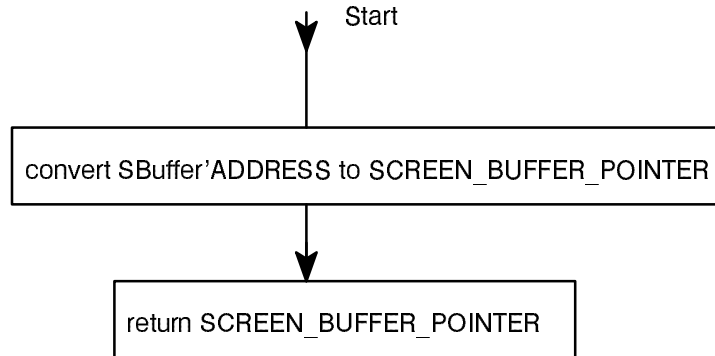 Start
convert SBuffer'ADDRESS to SCREEN_BUFFER_POINTER
return SCREEN_BUFFER_POINTER